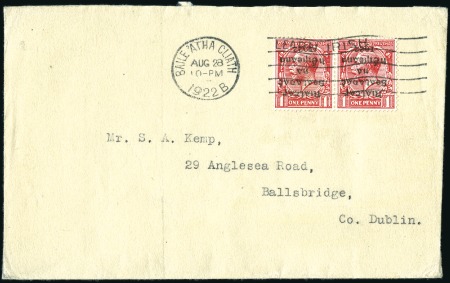 BAILE ATHA CLIATH
AUG 28
10-PM
1922 B
ONE PENNY
ONE PENNY
Mr. S. A. Kemp,
29 Anglesea Road,
Ballsbridge,
Co. Dublin.